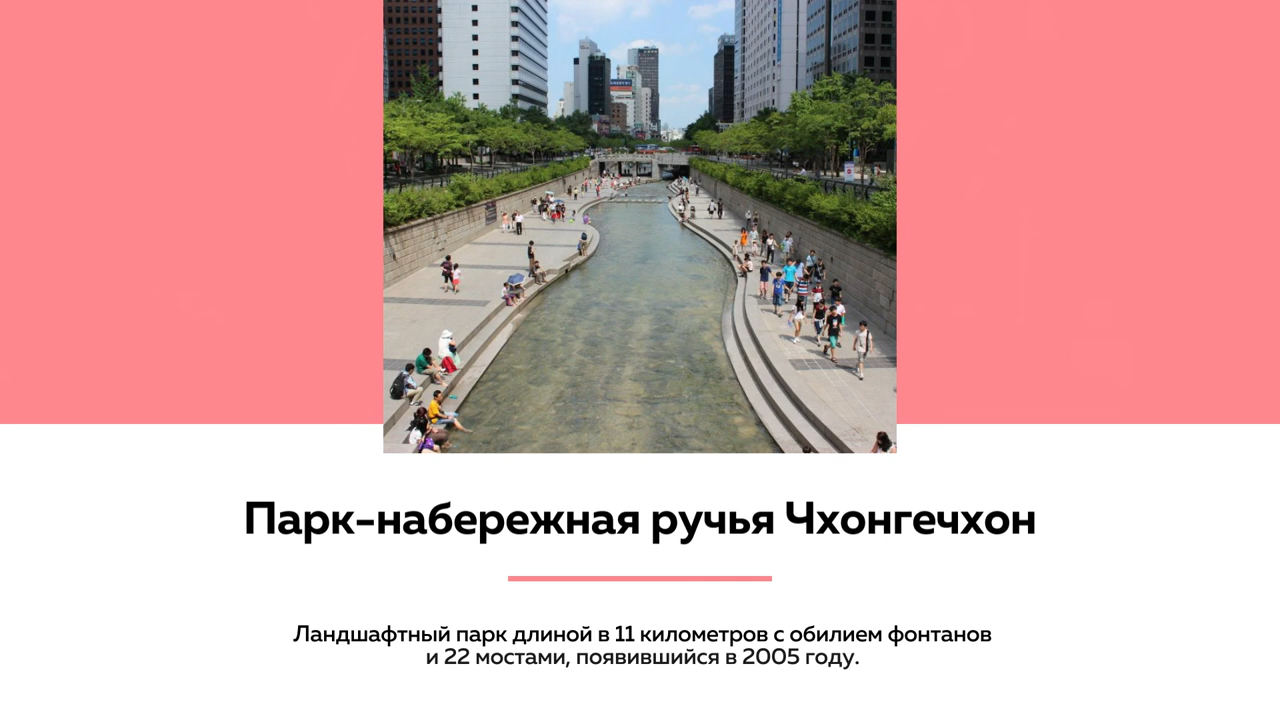 Парк-набережная ручья Чхонгечхон
Ландшафтный парк длиной в 11 километров с обилием фонтанов
и 22 мостами, появившийся в 2005 году.